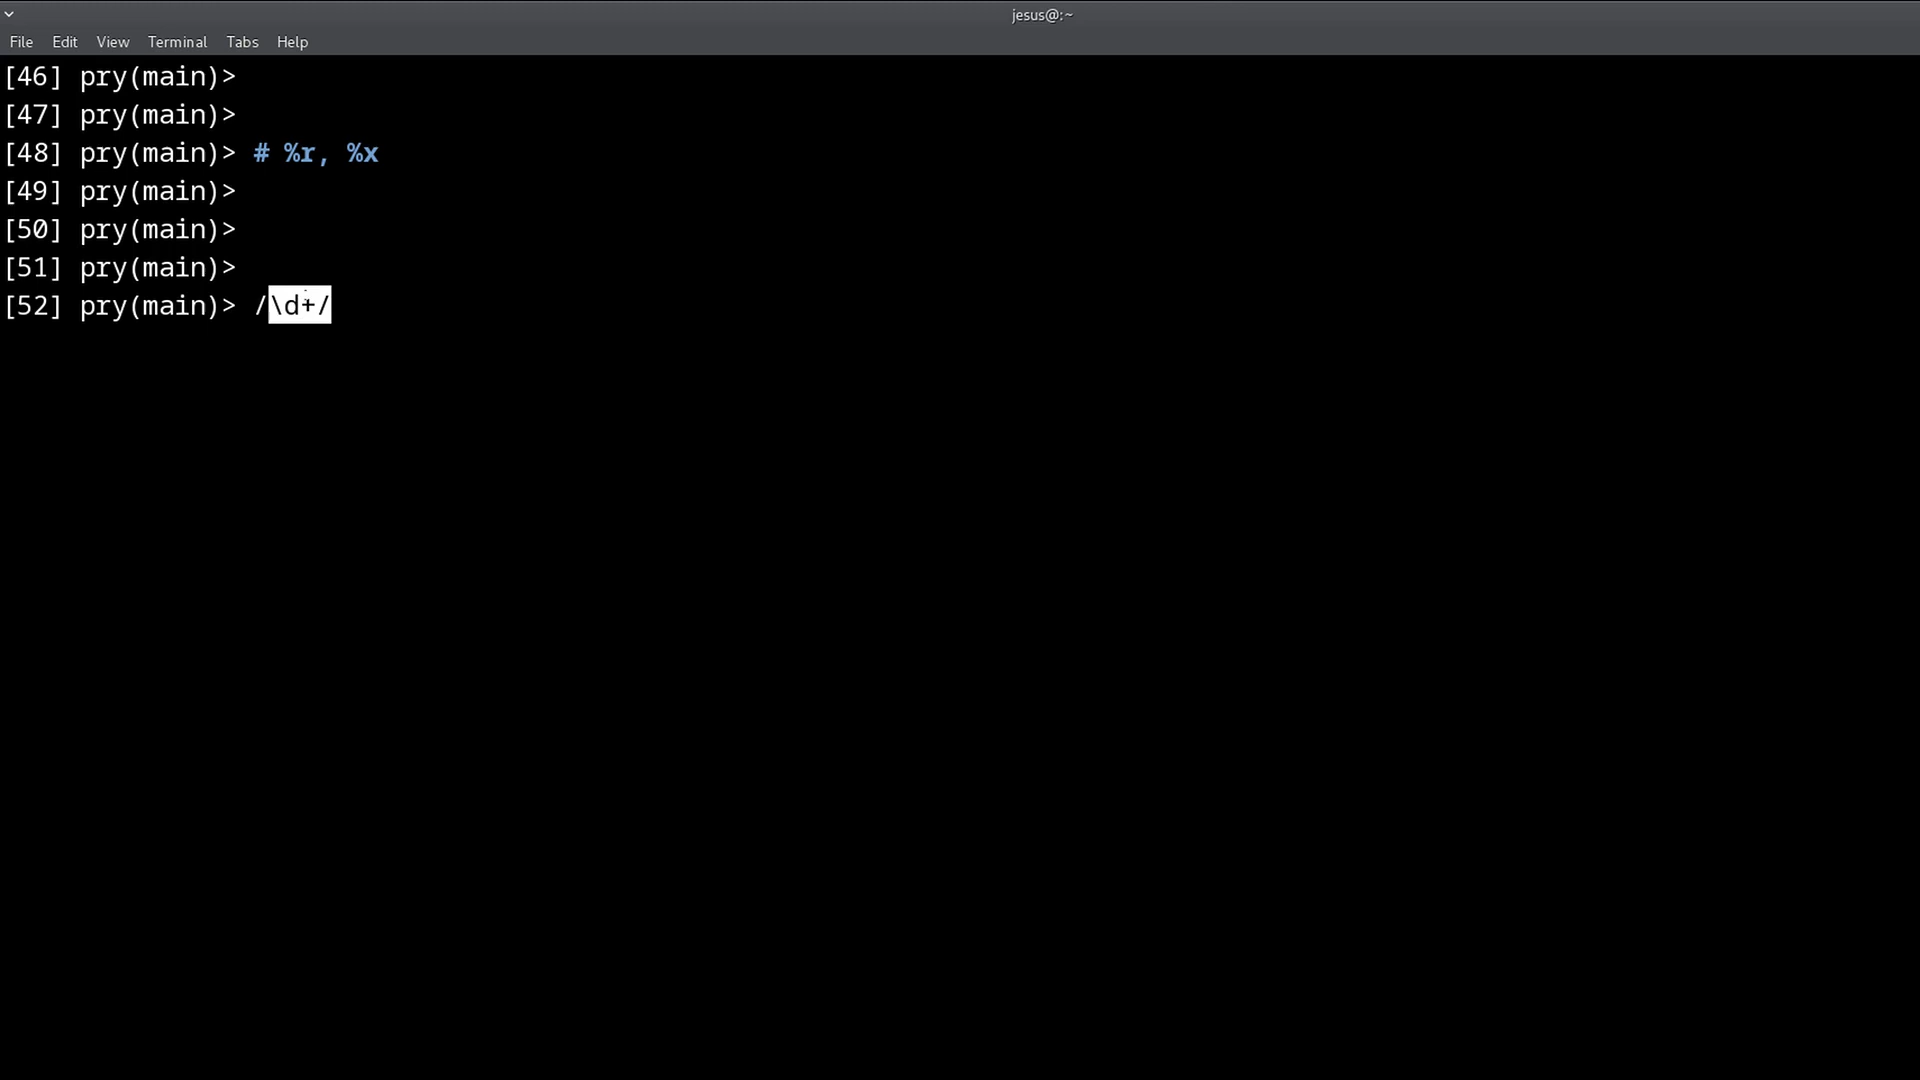 jesus@:~
File Edit View Terminal Tabs Help
[46] pry(main)>
[47] pry(main)>
[48] pry(main)> # %r, %x
[49] pry(main)>
[50] pry(main)>
[51] pry(main)>
[52] pry(main)> /\d+/